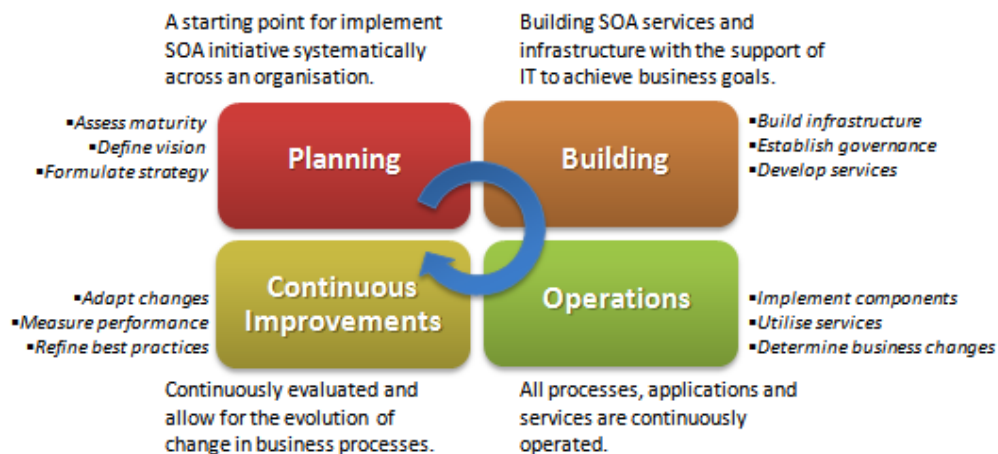 A starting point for implement
SOA initiative systematically
across an organisation.
Building SOA services and
infrastructure with the support of
IT to achieve business goals.
▪Assess maturity
▪Define vision
▪Formulate strategy
Planning
Building
▪Build infrastructure
▪Establish governance
▪Develop services
▪Adapt changes
▪Measure performance
▪Refine best practices
Continuous
Improvements
Operations
▪Implement components
▪Utilise services
▪Determine business changes
Continuously evaluated and
allow for the evolution of
change in business processes.
All processes, applications and
services are continuously
operated.